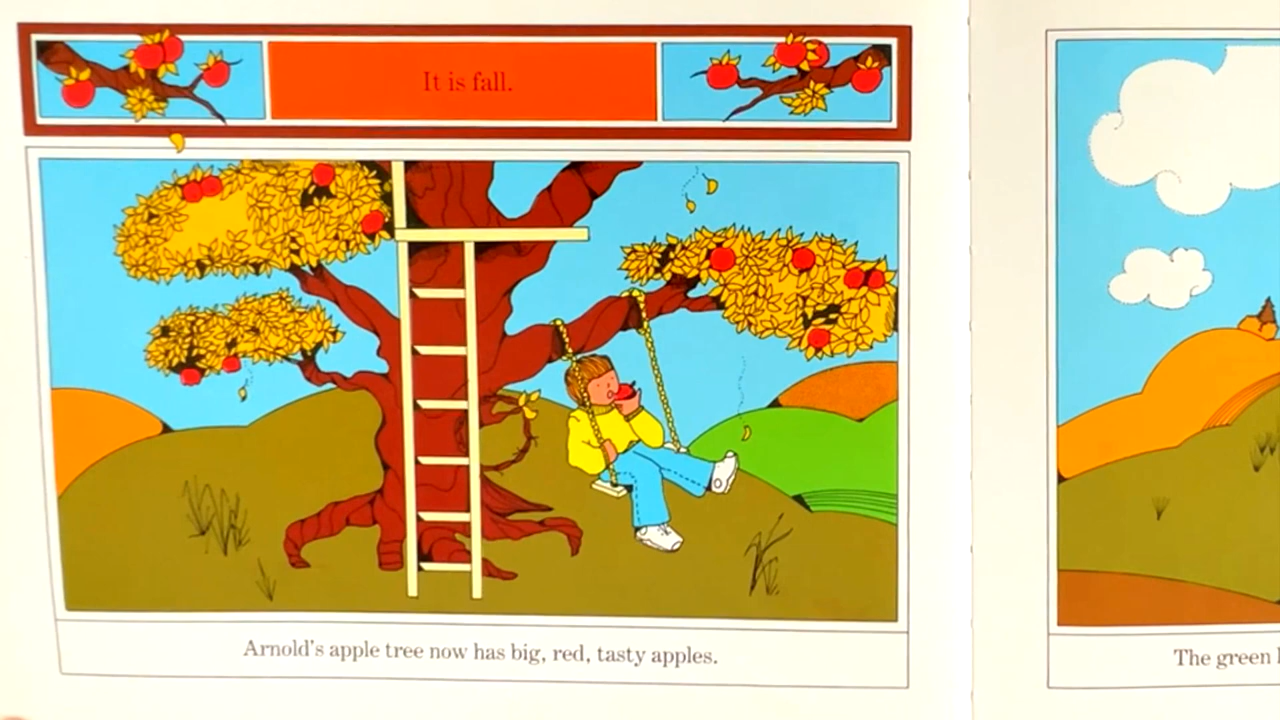 It is fall.
Arnold's apple tree now has big, red, tasty apples.
The green